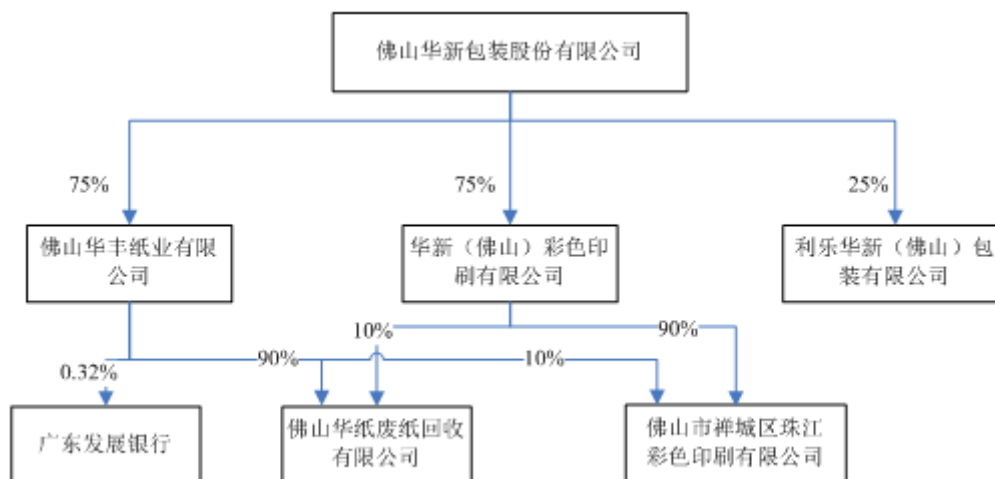 佛山华新包装股份有限公司
75%
75%
25%
佛山华丰纸业有限
公司
华新（佛山）彩色印
刷有限公司
利乐华新（佛山）包
装有限公司
10%
90%
0.32%
90%
10%
广东发展银行
佛山华纸废纸回收
有限公司
佛山市禅城区珠江
彩色印刷有限公司